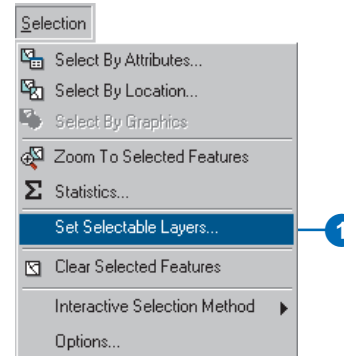 Selection
Select By Attributes...
Select By Location...
Select By Graphics
Zoom To Selected Features
Σ Statistics...
Set Selectable Layers...
1
Clear Selected Features
Interactive Selection Method
Options...